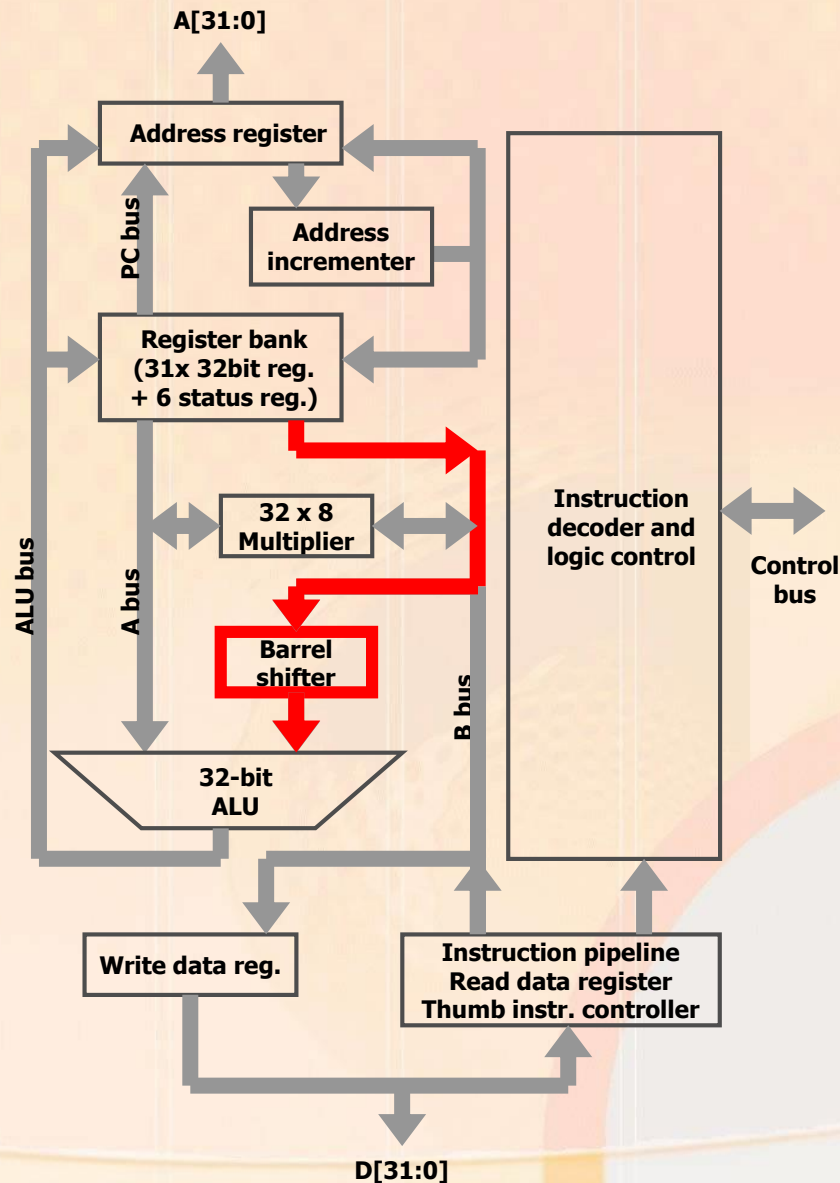 A[31:0]
Address register
PC bus
Address
incrementer
Register bank
(31x 32bit reg.
+ 6 status reg.)
32 x 8
Multiplier
Instruction
decoder and
logic control
Control
bus
ALU bus
A bus
Barrel
shifter
B bus
32-bit
ALU
Write data reg.
Instruction pipeline
Read data register
Thumb instr. controller
D[31:0]